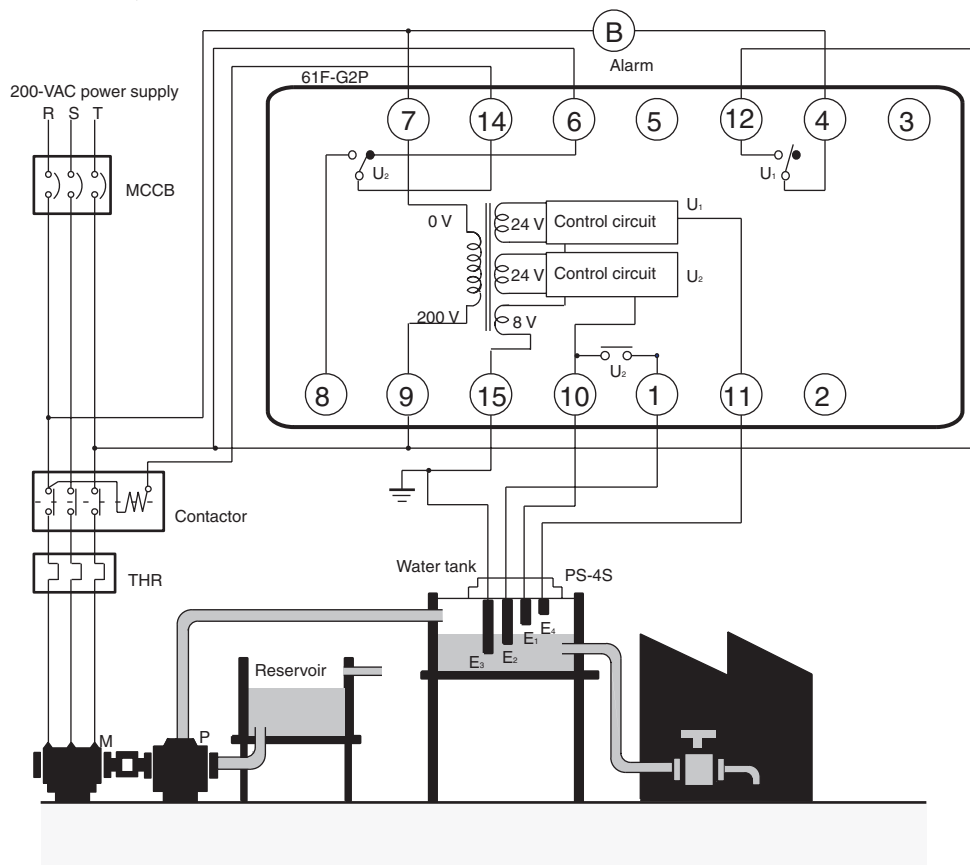 B
Alarm
61F-G2P
200-VAC power supply
R S T
7 14 6 5 12 4 3
U₂
U₁
MCCB
0 V
24 V
Control circuit
U₁
24 V
Control circuit
U₂
200 V
8 V
U₂
8 9 15 10 1 11 2
Contactor
THR
Water tank
PS-4S
E₄
E₁
E₂
E₃
Reservoir
M
P